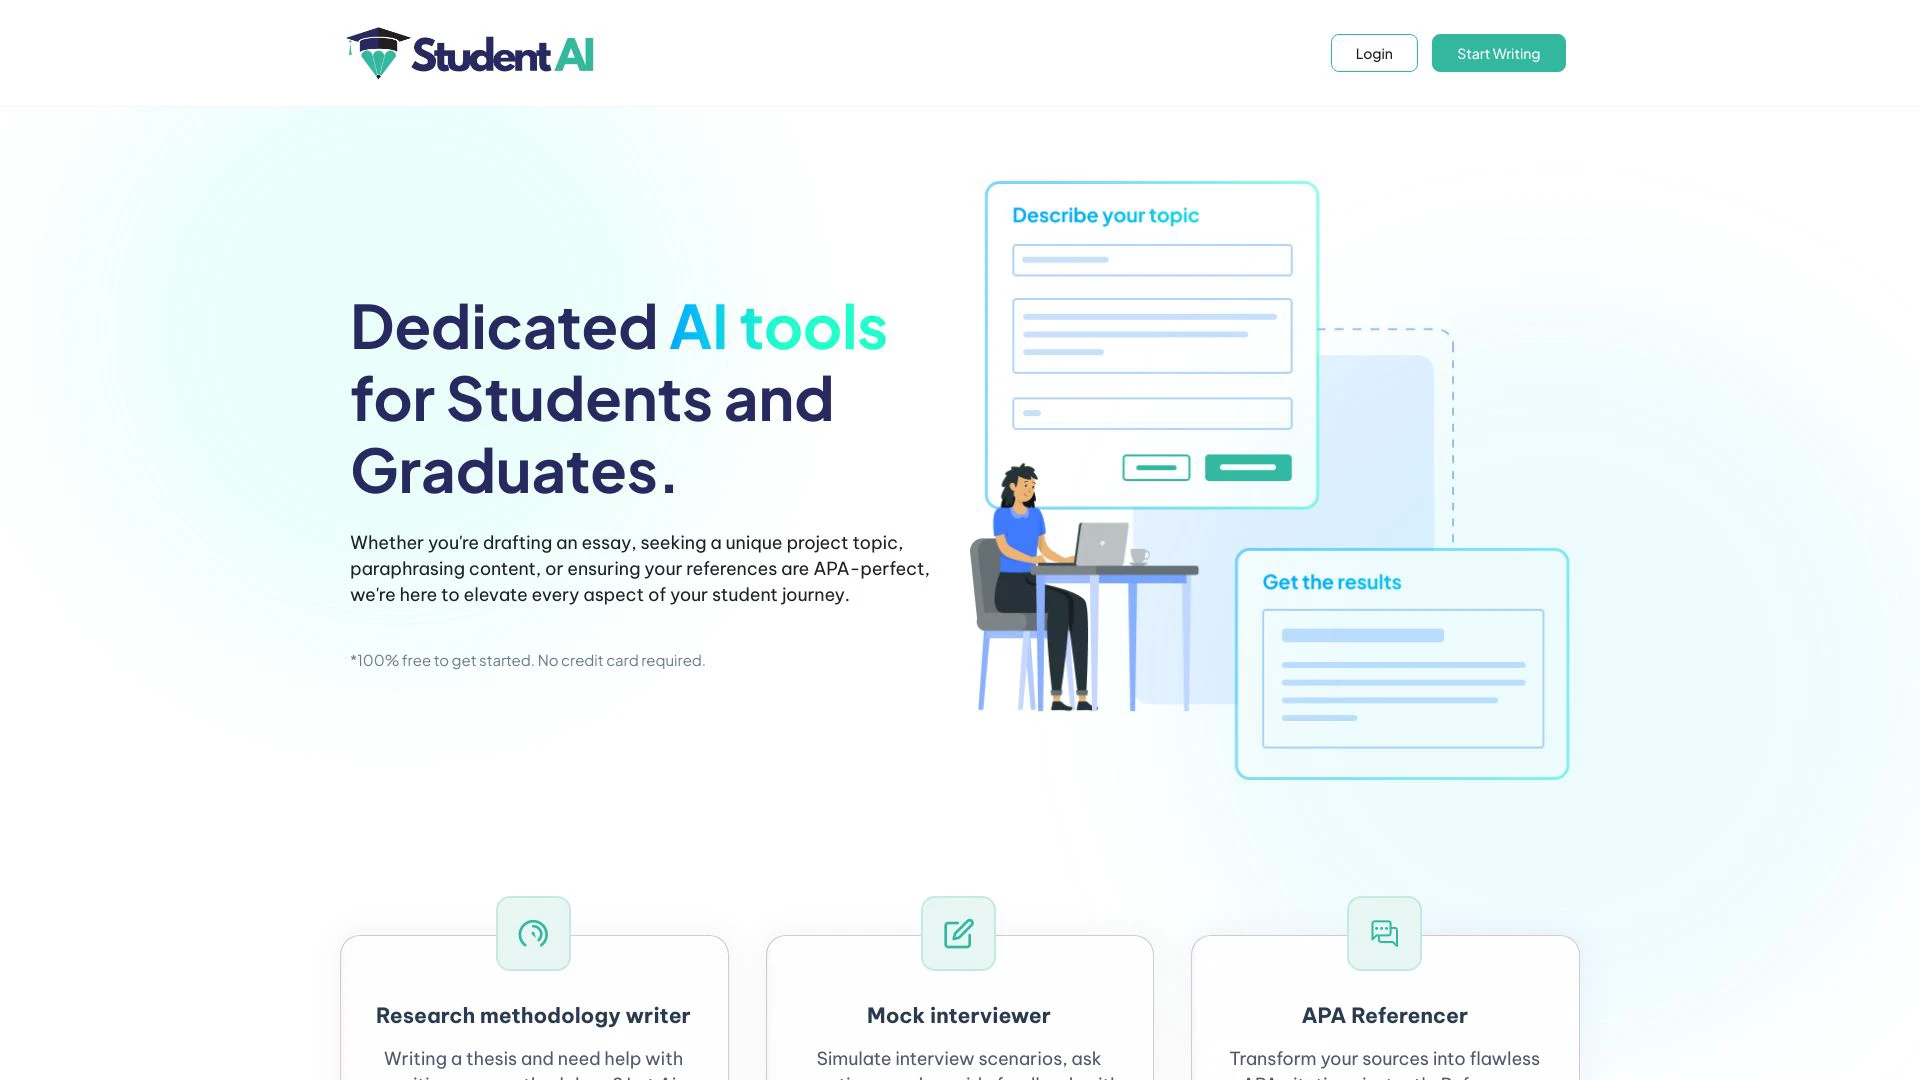 Student AI
Login
Start Writing
Dedicated AI tools
for Students and
Graduates.
Whether you're drafting an essay, seeking a unique project topic,
paraphrasing content, or ensuring your references are APA-perfect,
we're here to elevate every aspect of your student journey.
*100% free to get started. No credit card required.
Describe your topic
Get the results
Research methodology writer
Writing a thesis and need help with
Mock interviewer
Simulate interview scenarios, ask
APA Referencer
Transform your sources into flawless